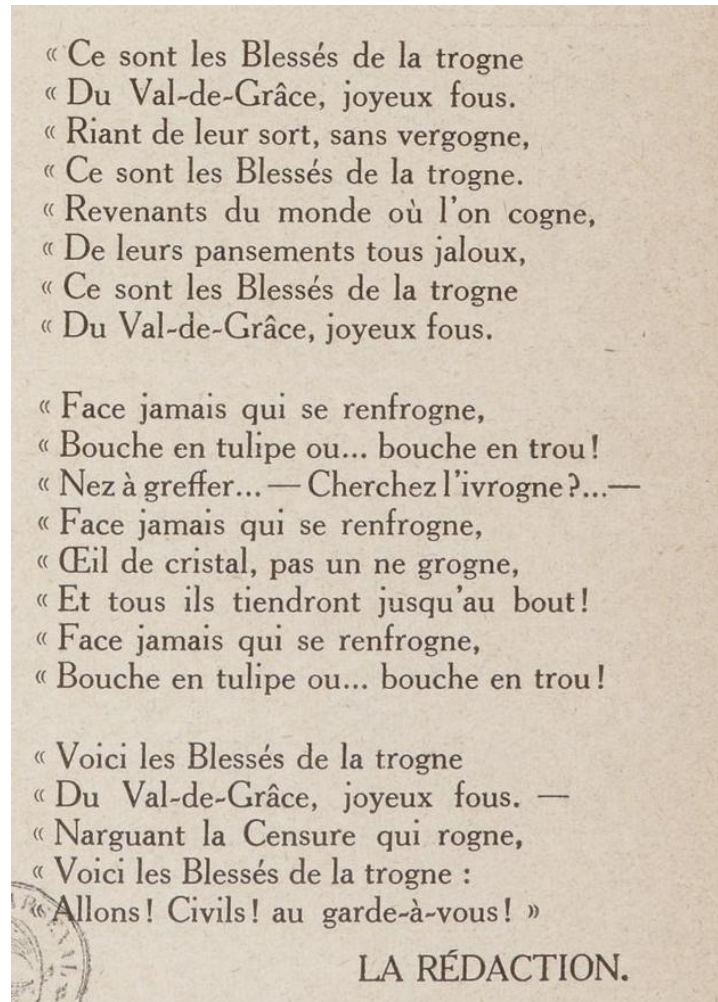 « Ce sont les Blessés de la trogne
« Du Val-de-Grâce, joyeux fous.
« Riant de leur sort, sans vergogne,
« Ce sont les Blessés de la trogne.
« Revenants du monde où l'on cogne,
« De leurs pansements tous jaloux,
« Ce sont les Blessés de la trogne
« Du Val-de-Grâce, joyeux fous.
« Face jamais qui se renfrogne,
« Bouche en tulipe ou... bouche en trou!
« Nez à greffer... — Cherchez l'ivrogne?...—
« Face jamais qui se renfrogne,
« Œil de cristal, pas un ne grogne,
« Et tous ils tiendront jusqu'au bout!
« Face jamais qui se renfrogne,
« Bouche en tulipe ou... bouche en trou!
« Voici les Blessés de la trogne
« Du Val-de-Grâce, joyeux fous. —
« Narguant la Censure qui rogne,
« Voici les Blessés de la trogne :
« Allons! Civils! au garde-à-vous! »
LA RÉDACTION.